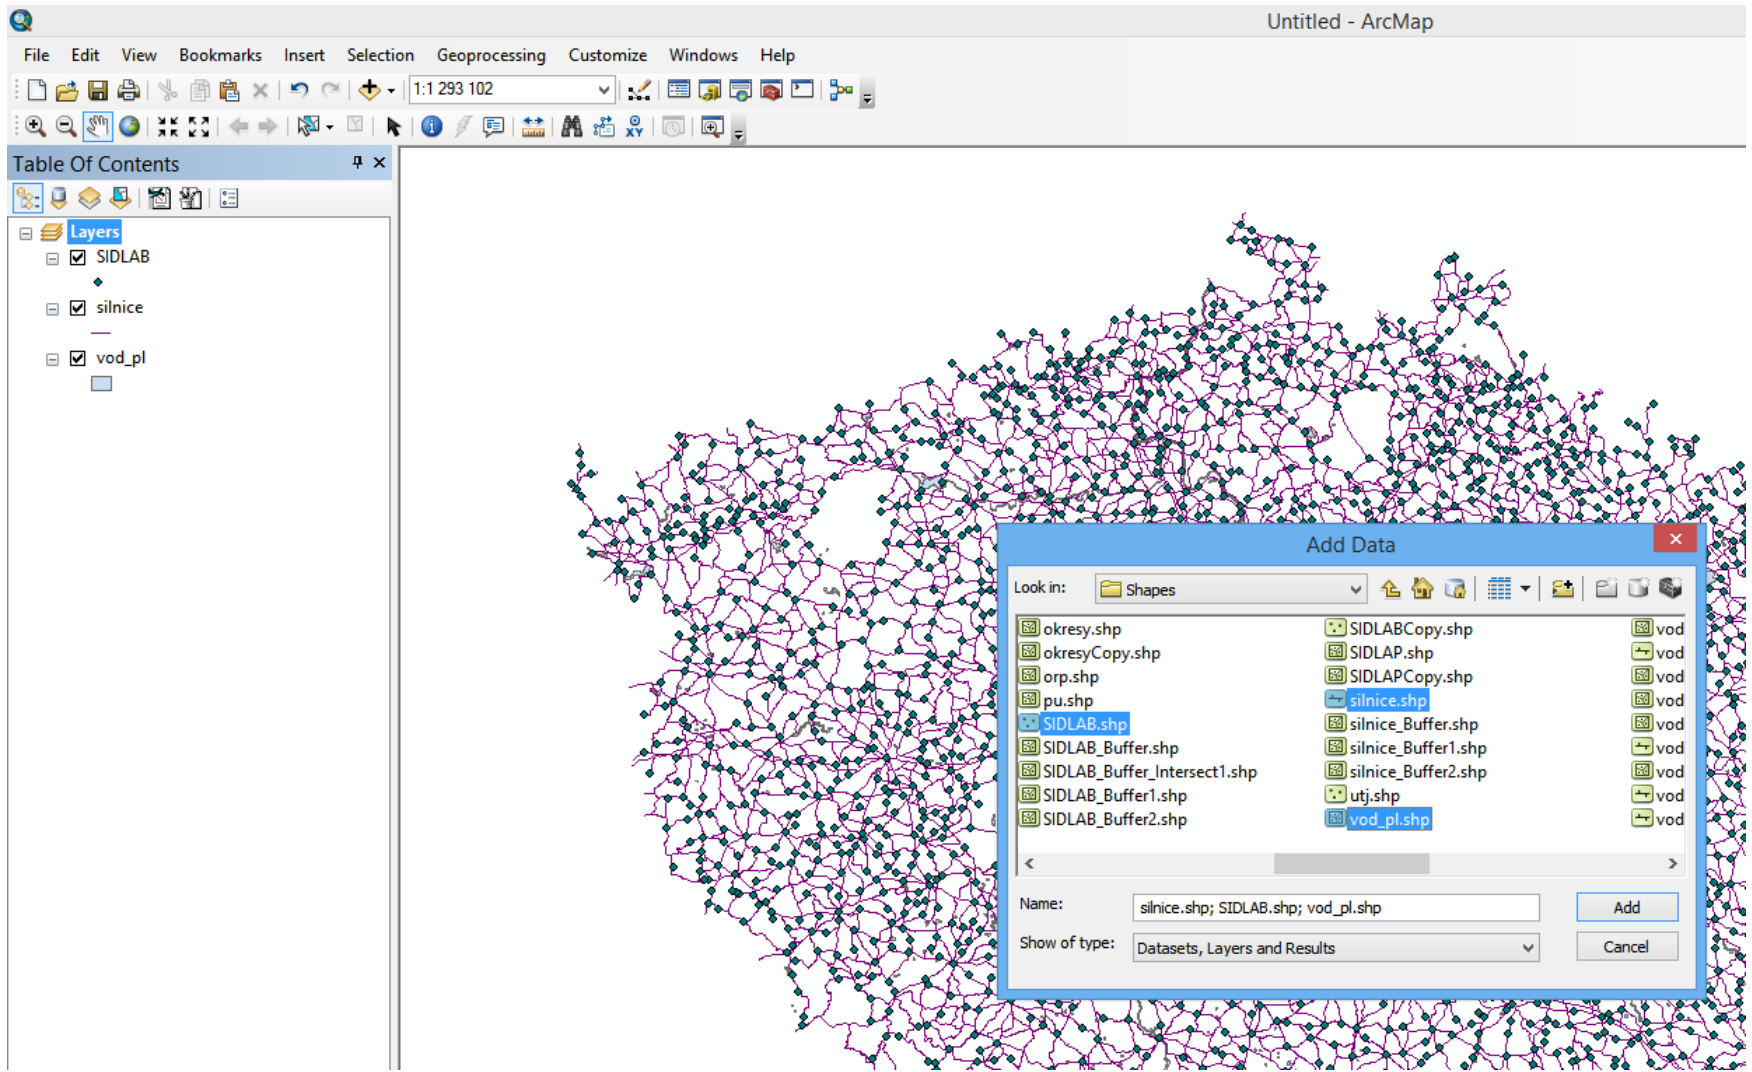 Untitled - ArcMap
File Edit View Bookmarks Insert Selection Geoprocessing Customize Windows Help
1:1 293 102
XY
Table Of Contents
Layers
SIDLAB
silnice
vod_pl
Add Data
Look in: Shapes
okresy.shp
okresyCopy.shp
orp.shp
pu.shp
SIDLAB.shp
SIDLAB_Buffer.shp
SIDLAB_Buffer_Intersect1.shp
SIDLAB_Buffer1.shp
SIDLAB_Buffer2.shp
SIDLABCopy.shp
SIDLAP.shp
SIDLAPCopy.shp
silnice.shp
silnice_Buffer.shp
silnice_Buffer1.shp
silnice_Buffer2.shp
utj.shp
vod_pl.shp
vod
vod
vod
vod
vod
vod
vod
vod
vod
Name: silnice.shp; SIDLAB.shp; vod_pl.shp
Add
Show of type: Datasets, Layers and Results
Cancel